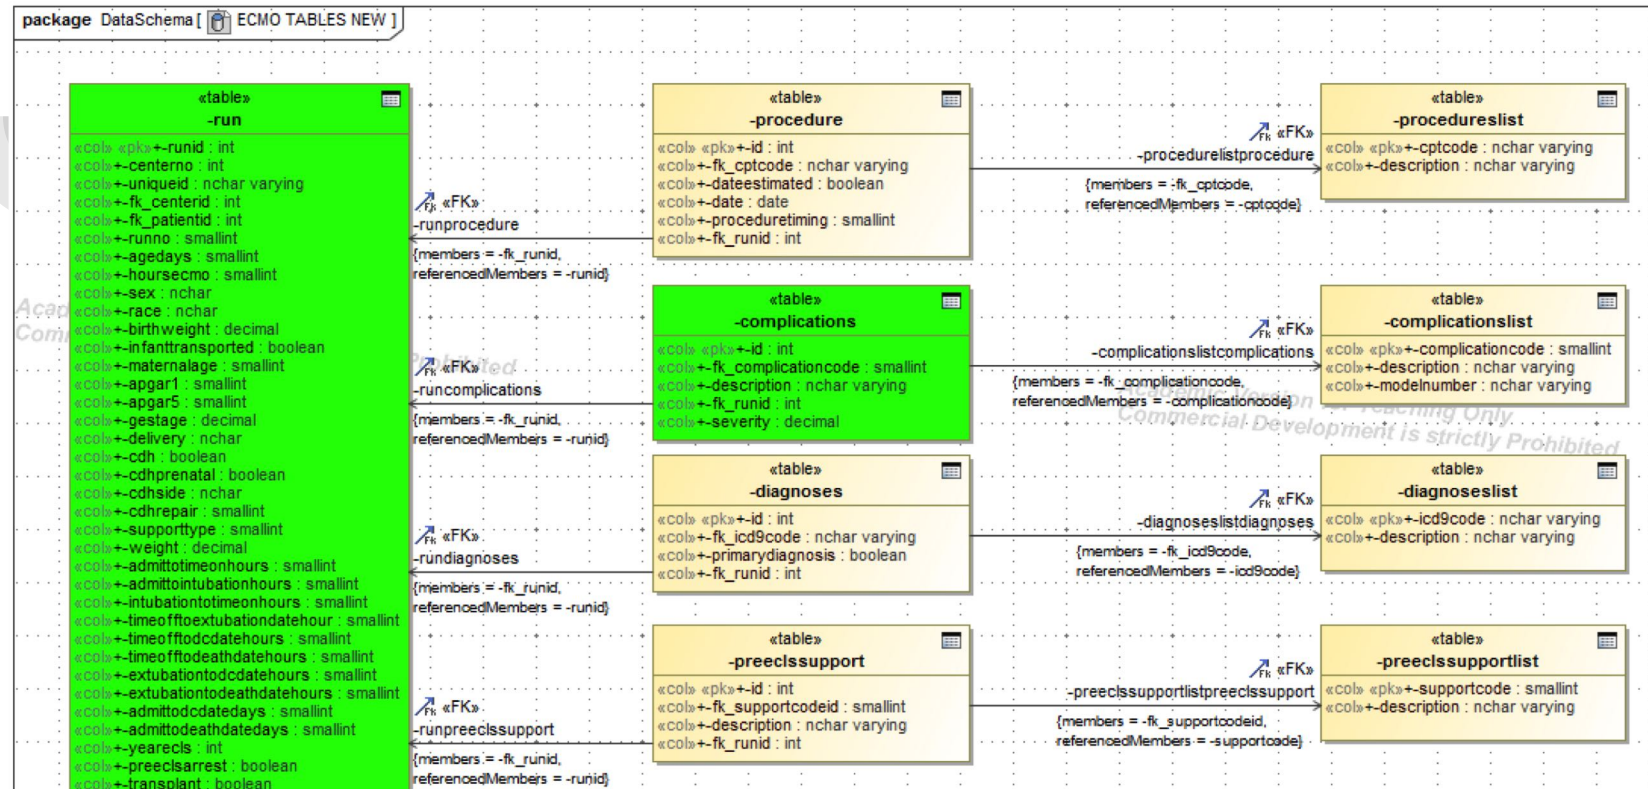 package DataSchema [ ECMO TABLES NEW ]
«table»
-run
«col» «pk»+-runid : int
«col»+-centerno : int
«col»+-uniqueid : nchar varying
«col»+-fk_centerid : int
«col»+-fk_patientid : int
«col»+-runno : smallint
«col»+-agedays : smallint
«col»+-hoursecmo : smallint
«col»+-sex : nchar
«col»+-race : nchar
«col»+-birthweight : decimal
«col»+-infanttransported : boolean
«col»+-maternalage : smallint
«col»+-apgar1 : smallint
«col»+-apgar5 : smallint
«col»+-gestage : decimal
«col»+-delivery : nchar
«col»+-cdh : boolean
«col»+-cdhprenatal : boolean
«col»+-cdhside : nchar
«col»+-cdhrepair : smallint
«col»+-supporttype : smallint
«col»+-weight : decimal
«col»+-admittotimeonhours : smallint
«col»+-admittointubationhours : smallint
«col»+-intubationtotimeonhours : smallint
«col»+-timeofftoextubationdatehour : smallint
«col»+-timeofftodcdatehours : smallint
«col»+-timeofftodeathdatehours : smallint
«col»+-extubationtodcdatehours : smallint
«col»+-extubationtodeathdatehours : smallint
«col»+-admittodcdatedays : smallint
«col»+-admittodeathdatedays : smallint
«col»+-yearecls : int
«col»+-preeclsarrest : boolean
«col»+-transplant : boolean
Fk «FK»
-runprocedure
{members = -fk_runid,
referencedMembers = -runid}
Fk «FK»
-runcomplications
{members = -fk_runid,
referencedMembers = -runid}
Fk «FK»
-rundiagnoses
{members = -fk_runid,
referencedMembers = -runid}
Fk «FK»
-runpreeclssupport
{members = -fk_runid,
referencedMembers = -runid}
«table»
-procedure
«col» «pk»+-id : int
«col»+-fk_cptcode : nchar varying
«col»+-dateestimated : boolean
«col»+-date : date
«col»+-proceduretiming : smallint
«col»+-fk_runid : int
«table»
-complications
«col» «pk»+-id : int
«col»+-fk_complicationcode : smallint
«col»+-description : nchar varying
«col»+-fk_runid : int
«col»+-severity : decimal
«table»
-diagnoses
«col» «pk»+-id : int
«col»+-fk_icd9code : nchar varying
«col»+-primarydiagnosis : boolean
«col»+-fk_runid : int
«table»
-preeclssupport
«col» «pk»+-id : int
«col»+-fk_supportcodeid : smallint
«col»+-description : nchar varying
«col»+-fk_runid : int
Fk «FK»
-procedurelistprocedure
{members = -fk_cptcode,
referencedMembers = -cptcode}
Fk «FK»
-complicationslistcomplications
{members = -fk_complicationcode,
referencedMembers = -complicationcode}
Fk «FK»
-diagnoseslistdiagnoses
{members = -fk_icd9code,
referencedMembers = -icd9code}
Fk «FK»
-preeclssupportlistpreeclssupport
{members = -fk_supportcodeid,
referencedMembers = -supportcode}
«table»
-procedureslist
«col» «pk»+-cptcode : nchar varying
«col»+-description : nchar varying
«table»
-complicationslist
«col» «pk»+-complicationcode : smallint
«col»+-description : nchar varying
«col»+-modelnumber : nchar varying
«table»
-diagnoseslist
«col» «pk»+-icd9code : nchar varying
«col»+-description : nchar varying
«table»
-preeclssupportlist
«col» «pk»+-supportcode : smallint
«col»+-description : nchar varying
Prohibited
Academic Version for Teaching Only
Commercial Development is strictly Prohibited